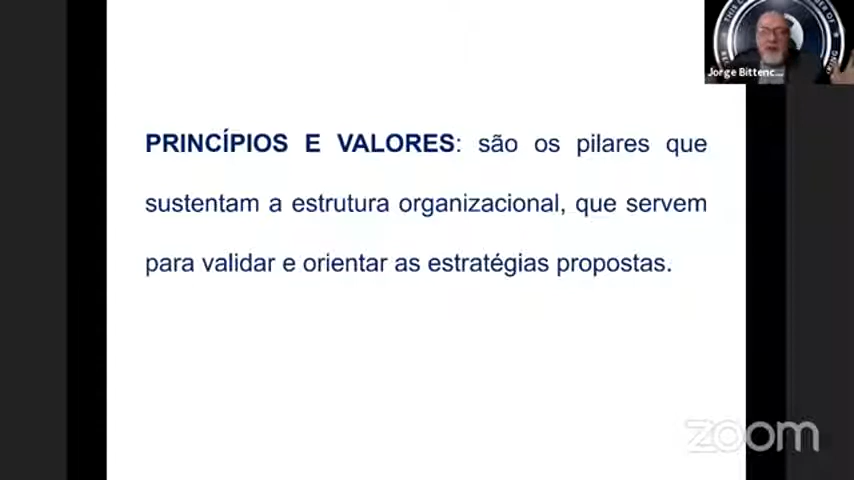 PRINCÍPIOS E VALORES: são os pilares que
sustentam a estrutura organizacional, que servem
para validar e orientar as estratégias propostas.
Jorge Bittenc...
zoom